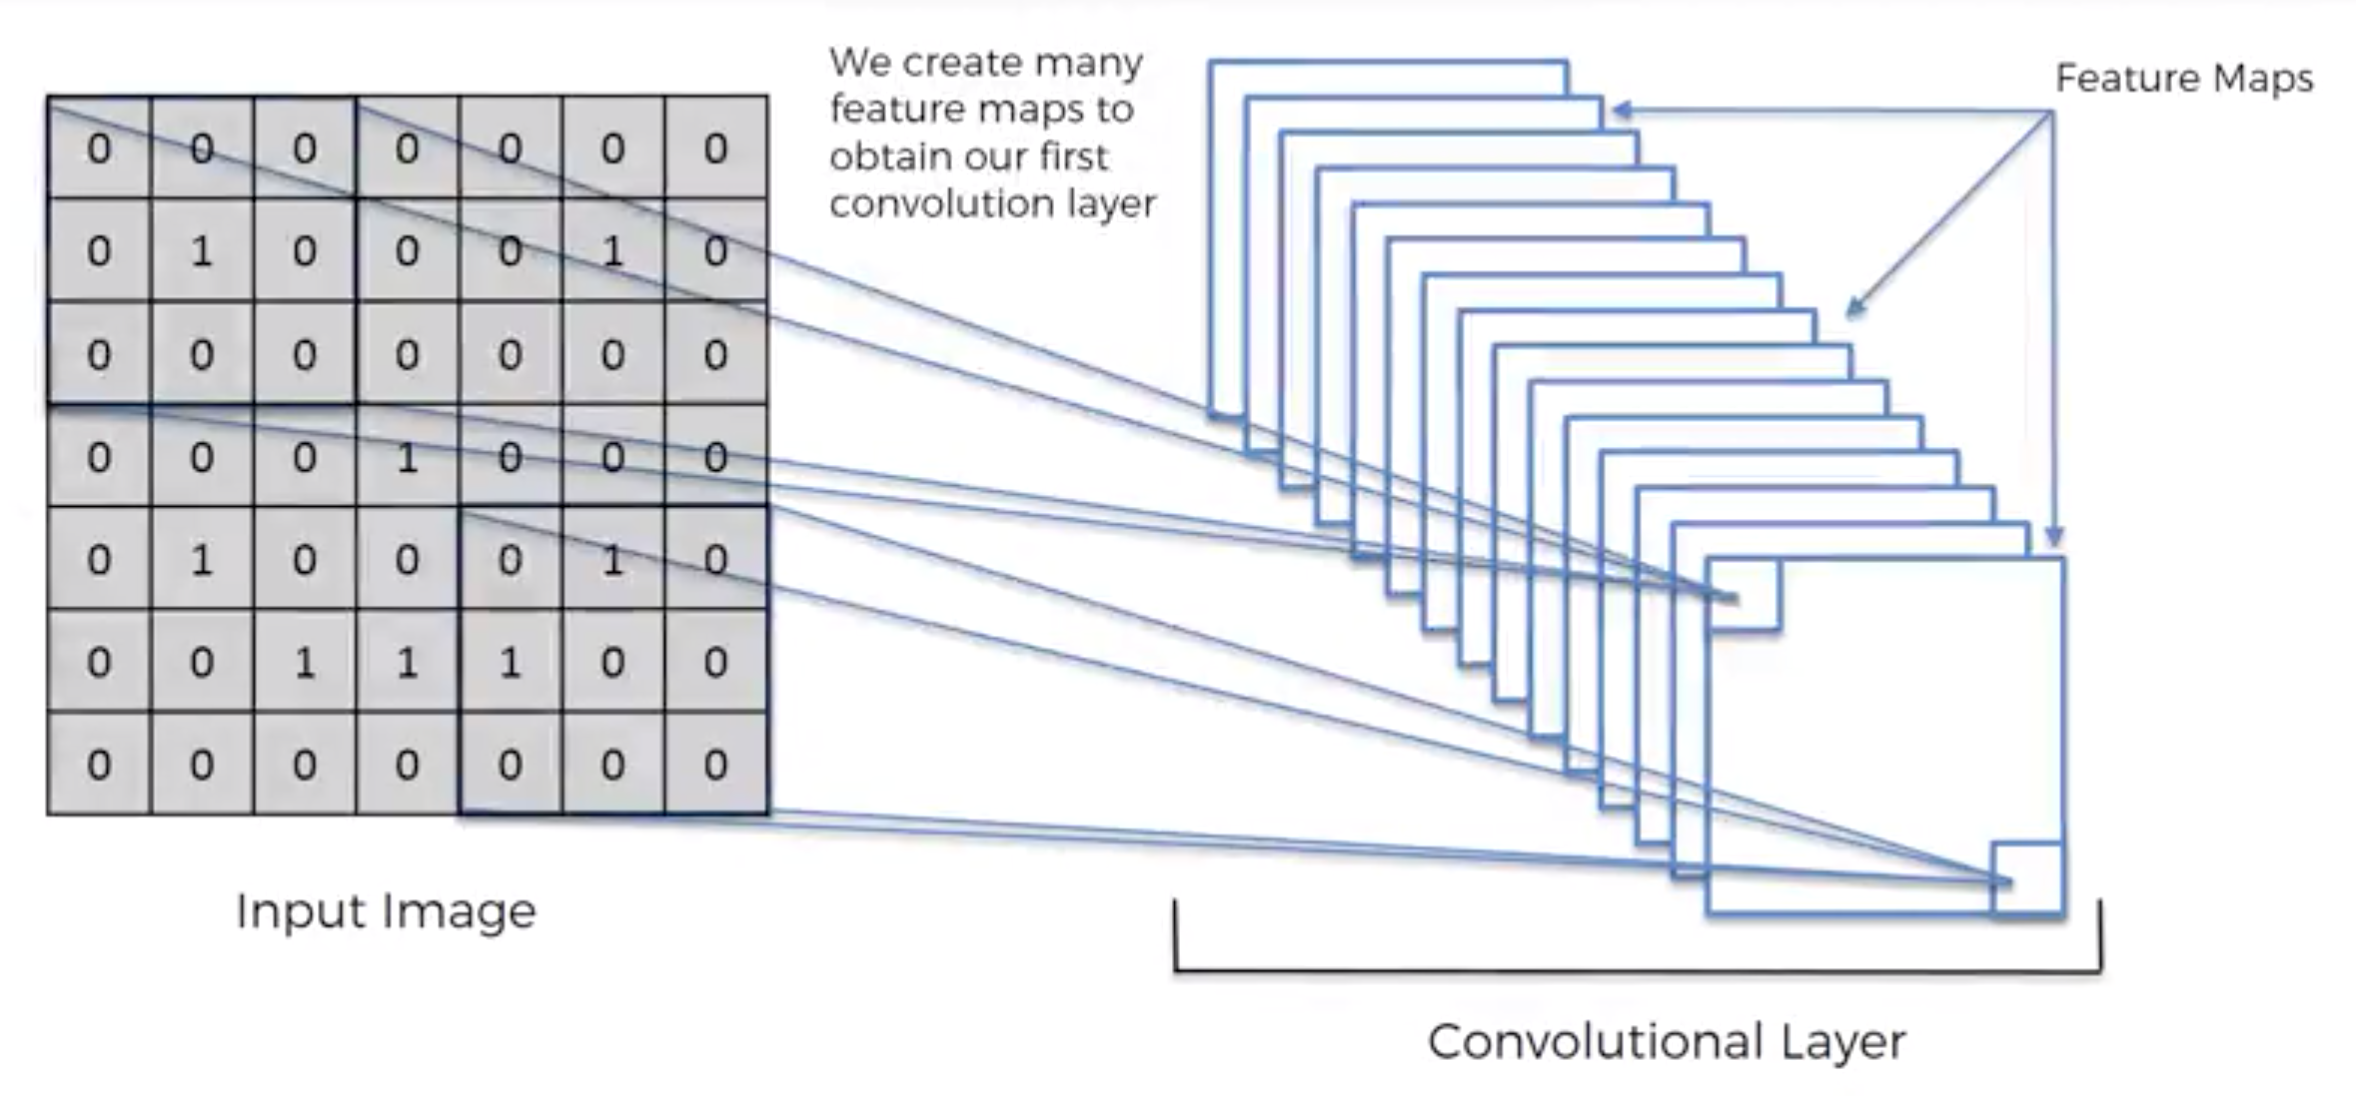 We create many
feature maps to
obtain our first
convolution layer
Feature Maps
0 0 0 0 0 0 0
0 1 0 0 0 1 0
0 0 0 0 0 0 0
0 0 0 1 0 0 0
0 1 0 0 0 1 0
0 0 1 1 1 0 0
0 0 0 0 0 0 0
Input Image
Convolutional Layer